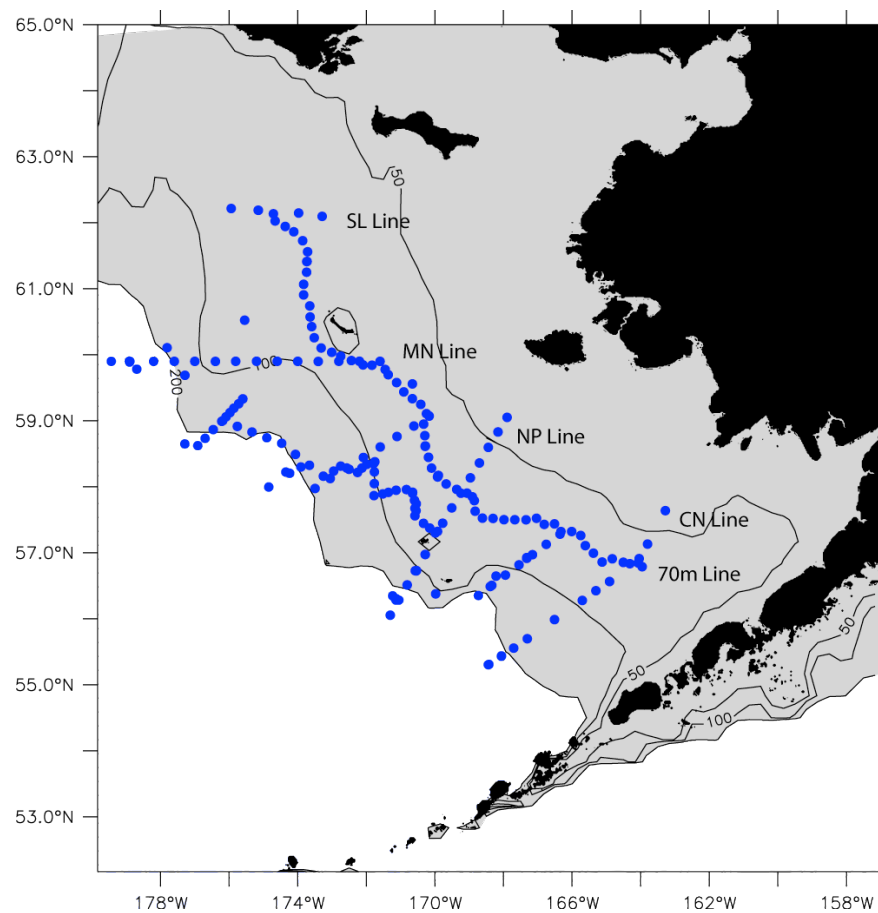 65.0°N
63.0°N
50
SL Line
61.0°N
MN Line
100
200
59.0°N
NP Line
CN Line
57.0°N
70m Line
50
50
55.0°N
100
53.0°N
178°W
174°W
170°W
166°W
162°W
158°W